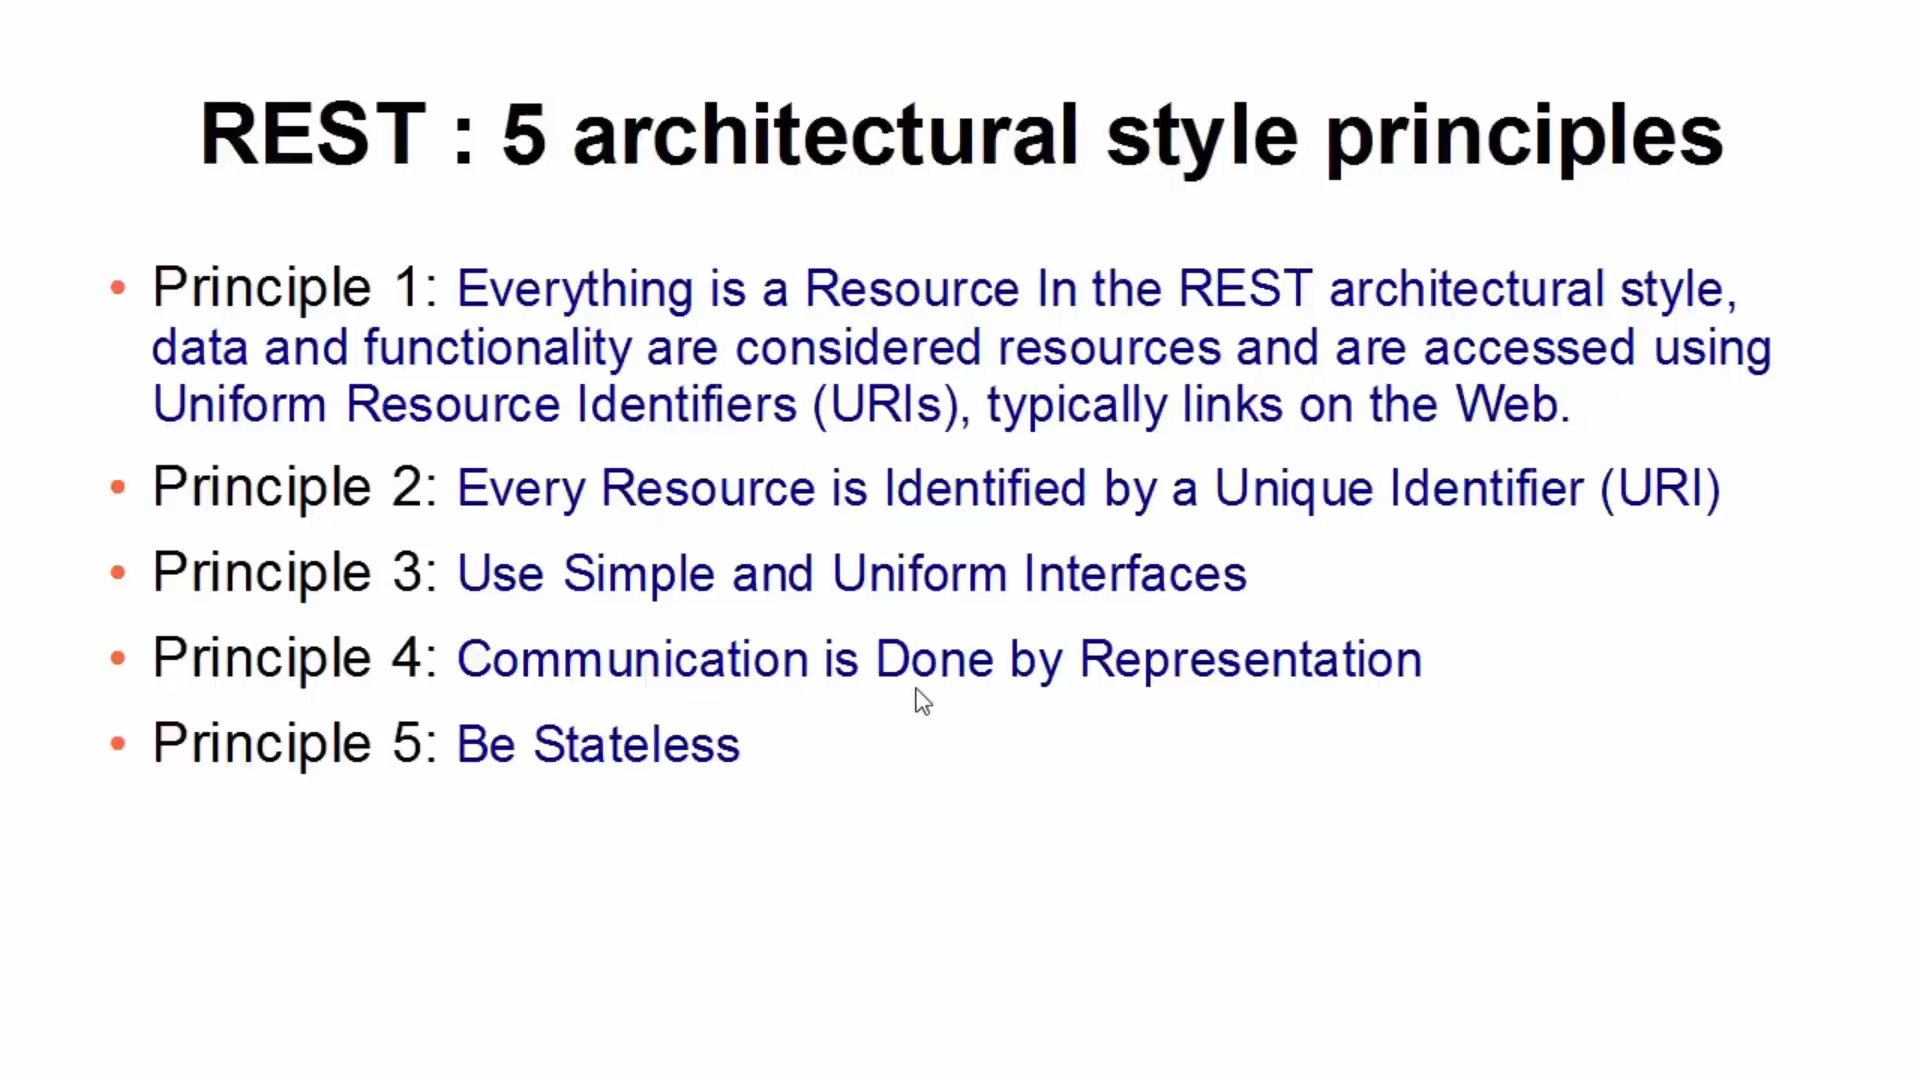 REST : 5 architectural style principles
• Principle 1: Everything is a Resource In the REST architectural style,
data and functionality are considered resources and are accessed using
Uniform Resource Identifiers (URIs), typically links on the Web.
• Principle 2: Every Resource is Identified by a Unique Identifier (URI)
• Principle 3: Use Simple and Uniform Interfaces
• Principle 4: Communication is Done by Representation
• Principle 5: Be Stateless